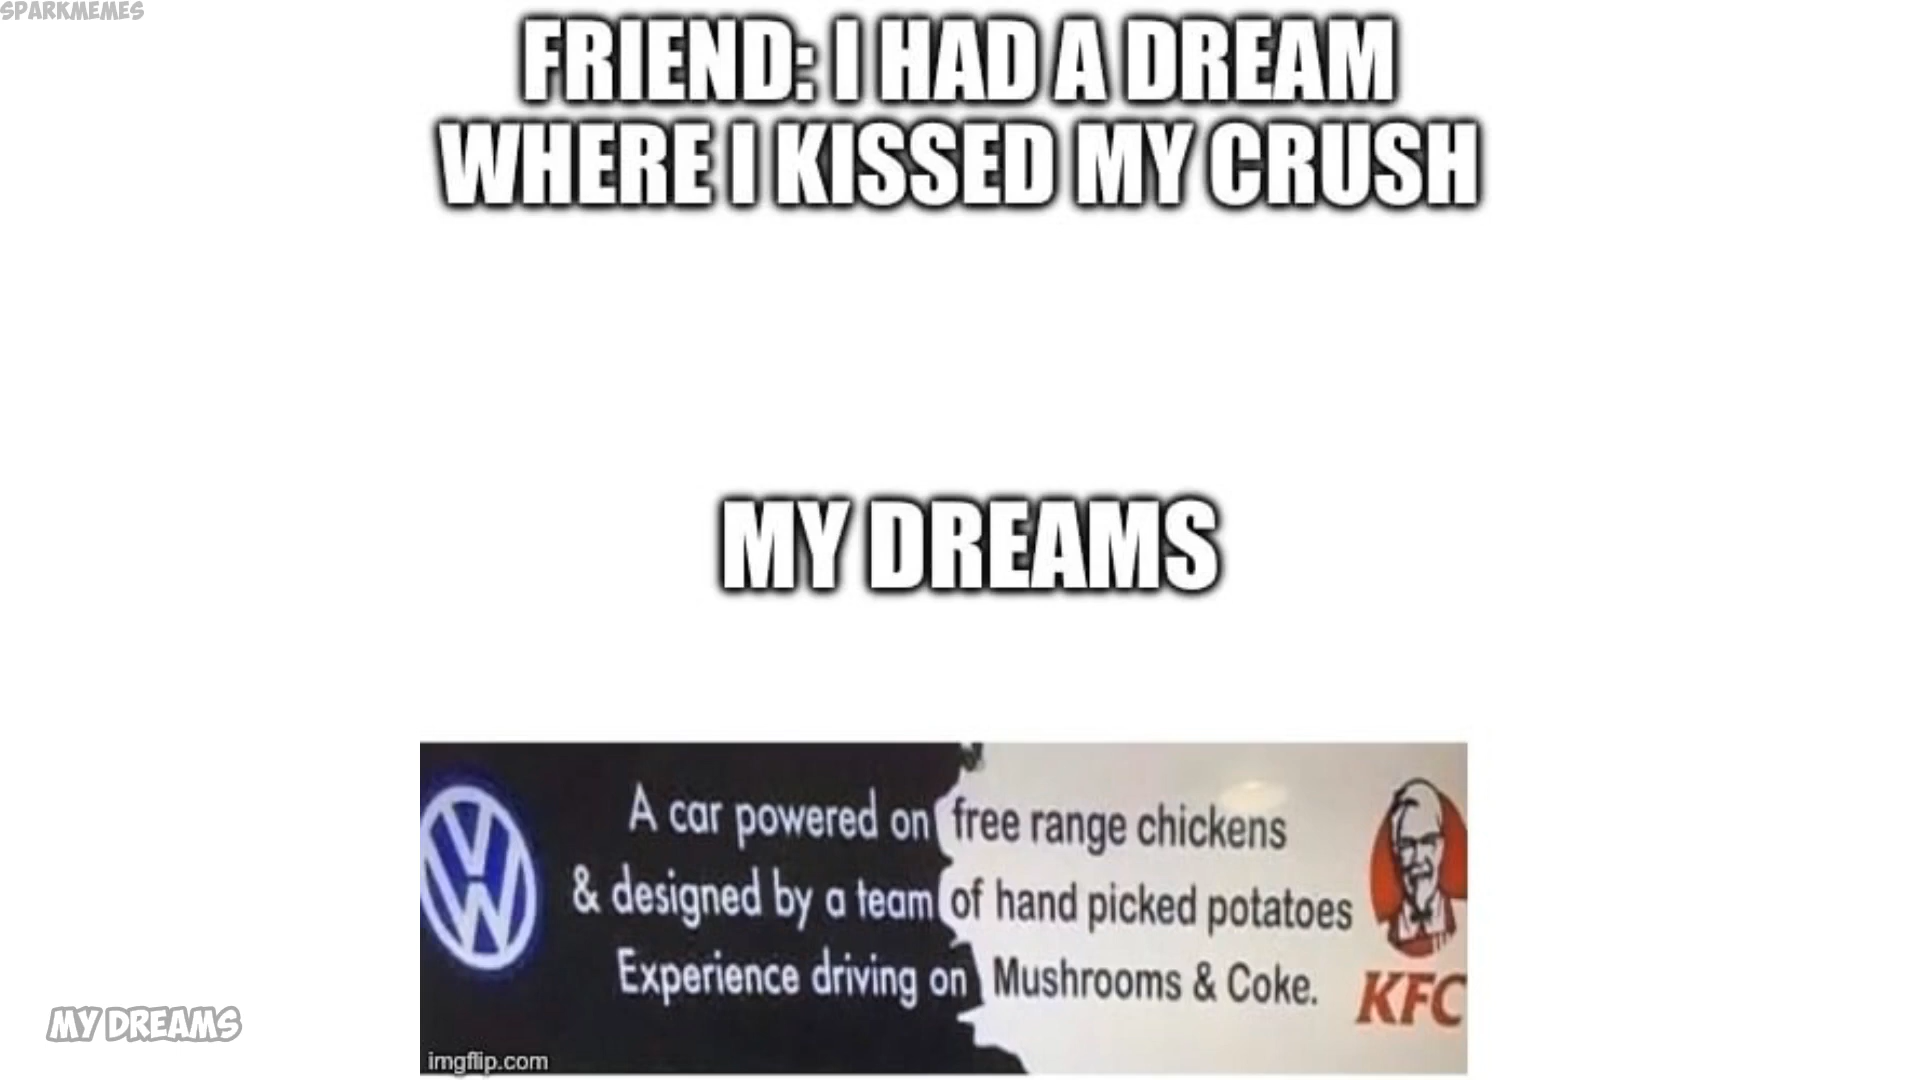 SPARKMEMES
FRIEND: I HAD A DREAM
WHERE I KISSED MY CRUSH
MY DREAMS
A car powered on free range chickens
& designed by a team of hand picked potatoes
Experience driving on Mushrooms & Coke.
KFC
MY DREAMS
imgflip.com